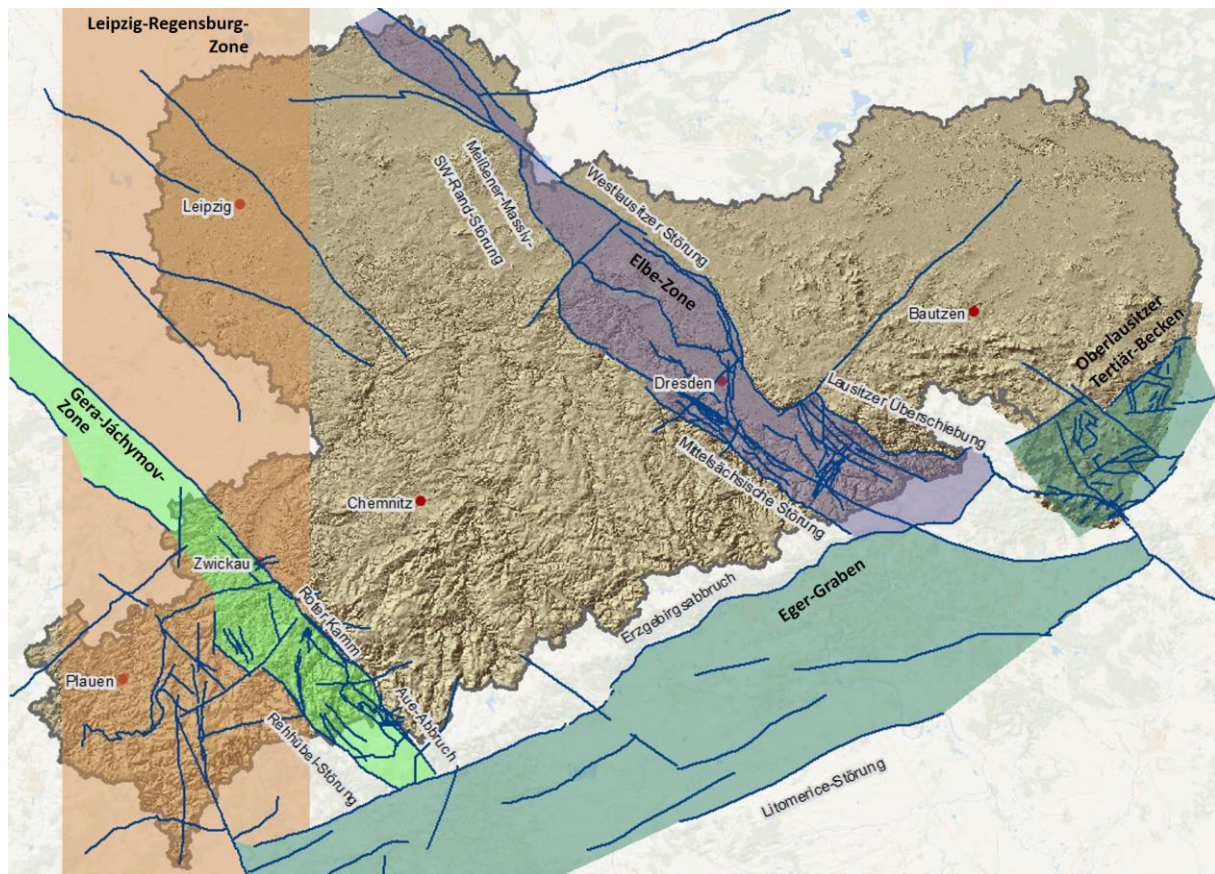 Leipzig-Regensburg-
Zone
Meißener-Massiv-
SW-Rand-Störung
Westlausitzer Störung
Leipzig
Elbe-Zone
Bautzen
Oberlausitzer
Tertiär-Becken
Dresden
Lausitzer Überschiebung
Gera-Jáchymov-
Zone
Mittelsächsische Störung
Chemnitz
Zwickau
Roter Kamm
Erzgebirgsabbruch
Eger-Graben
Plauen
Aue-Abbruch
Rehhübel-Störung
Litomerice-Störung